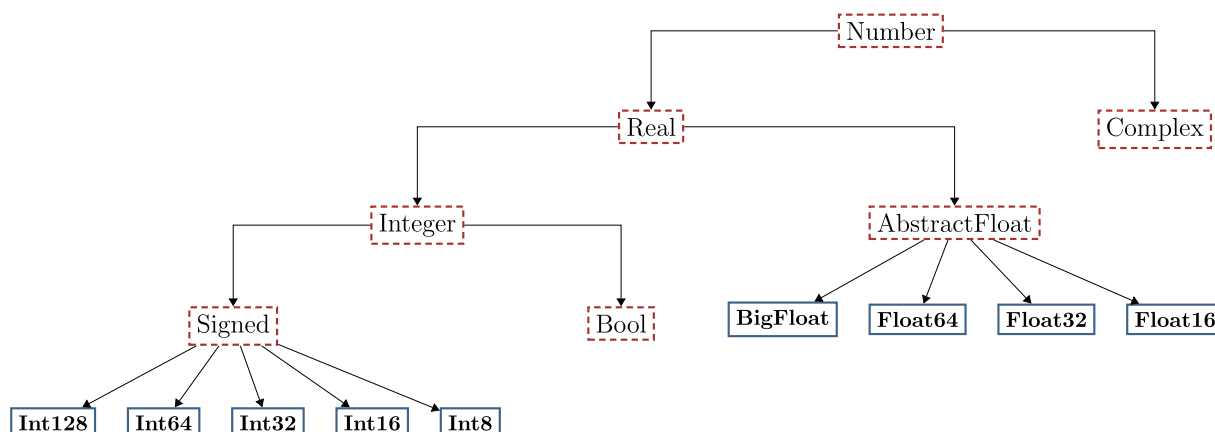 Number
Real
Complex
Integer
AbstractFloat
Signed
Bool
BigFloat
Float64
Float32
Float16
Int128
Int64
Int32
Int16
Int8